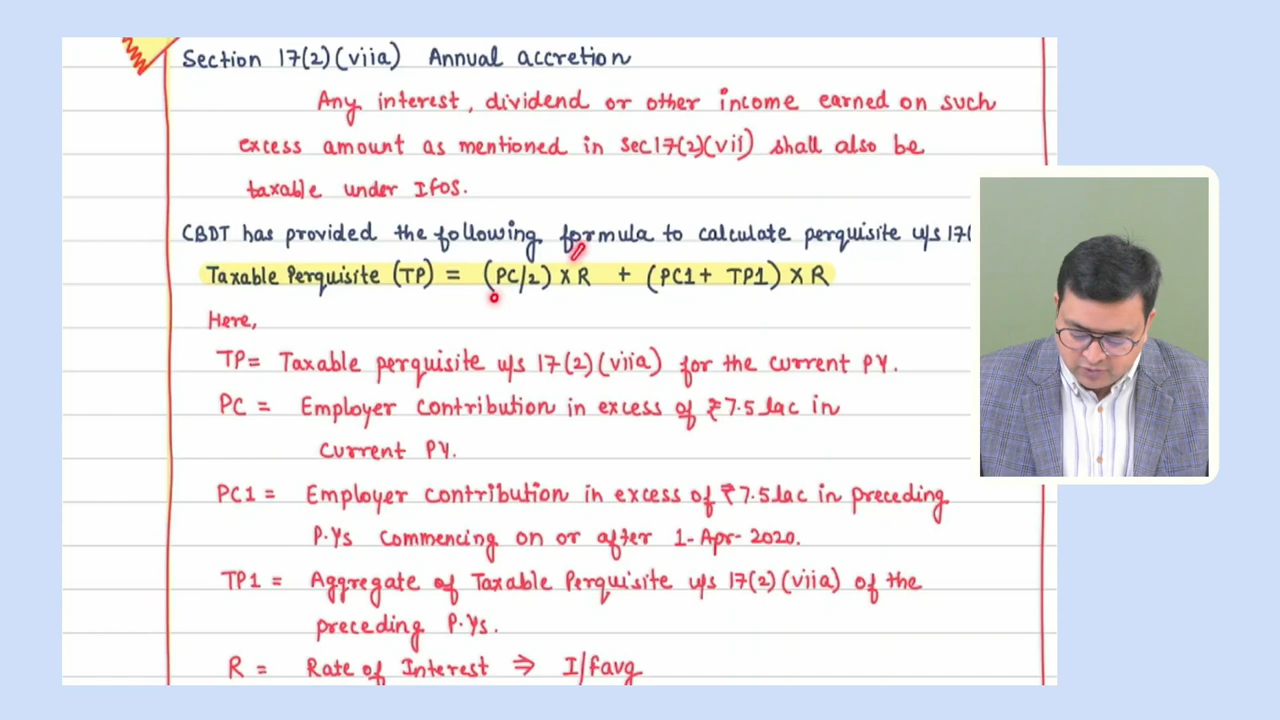 Section 17(2)(viia) Annual accretion
Any interest, dividend or other income earned on such
excess amount as mentioned in Sec17(2)(vii) shall also be
taxable under IFOS.
CBDT has provided the following formula to calculate perquisite u/s 17(
Taxable Perquisite (TP) = (PC/2) X R + (PC1 + TP1) X R
Here,
TP = Taxable perquisite u/s 17(2)(viia) for the current PY.
PC = Employer contribution in excess of ₹7.5 lac in
current PY.
PC1 = Employer contribution in excess of ₹7.5 lac in preceding
P.Ys commencing on or after 1-Apr-2020.
TP1 = Aggregate of Taxable Perquisite u/s 17(2)(viia) of the
preceding P.Ys.
R = Rate of Interest ⇒ I/favg